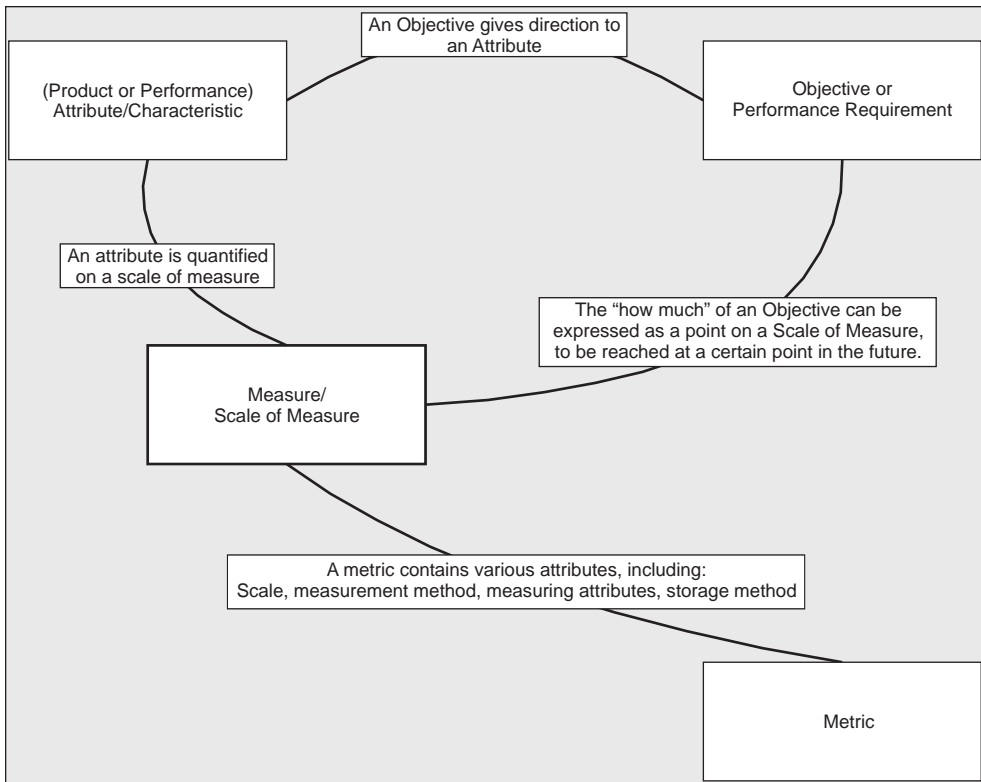 An Objective gives direction to
an Attribute
(Product or Performance)
Attribute/Characteristic
Objective or
Performance Requirement
An attribute is quantified
on a scale of measure
The “how much” of an Objective can be
expressed as a point on a Scale of Measure,
to be reached at a certain point in the future.
Measure/
Scale of Measure
A metric contains various attributes, including:
Scale, measurement method, measuring attributes, storage method
Metric